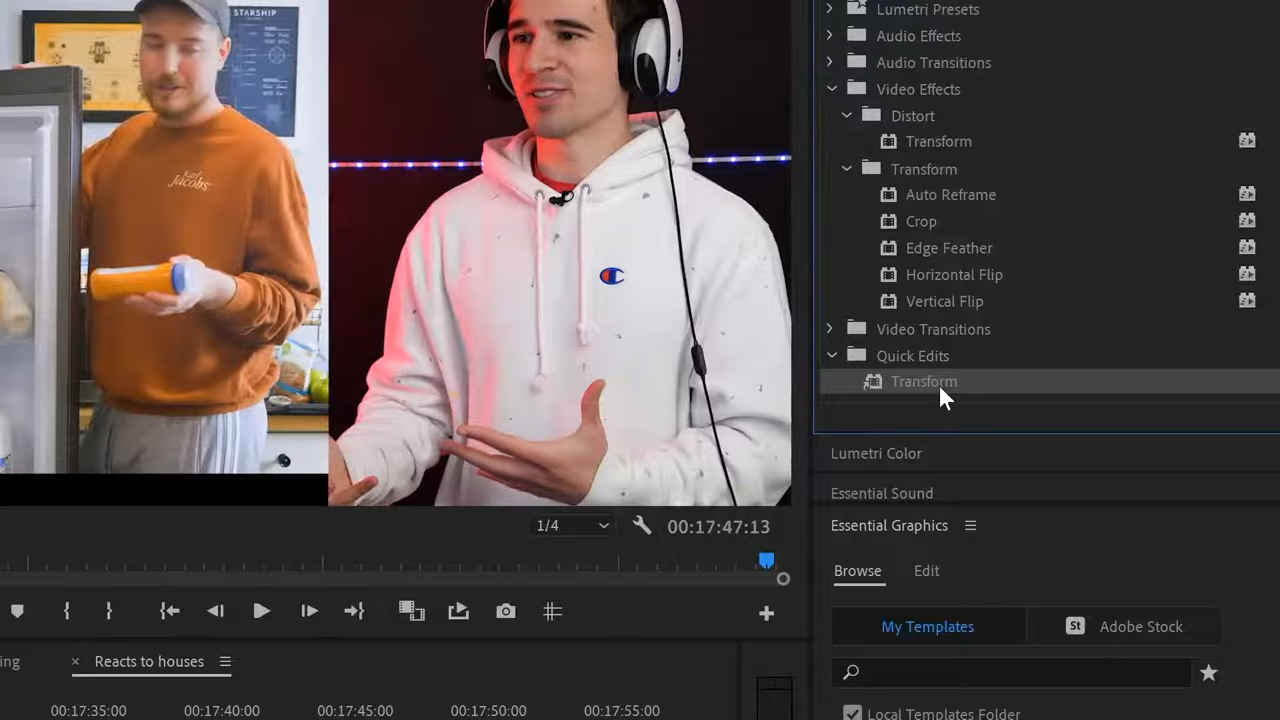 STARSHIP
Karl
Jacobs
Lumetri Presets
Audio Effects
Audio Transitions
Video Effects
Distort
Transform
Transform
Auto Reframe
Crop
Edge Feather
Horizontal Flip
Vertical Flip
Video Transitions
Quick Edits
Transform
Lumetri Color
Essential Sound
Essential Graphics
Browse
Edit
My Templates
St Adobe Stock
Local Templates Folder
1/4
00:17:47:13
ing
× Reacts to houses
00:17:35:00
00:17:40:00
00:17:45:00
00:17:50:00
00:17:55:00